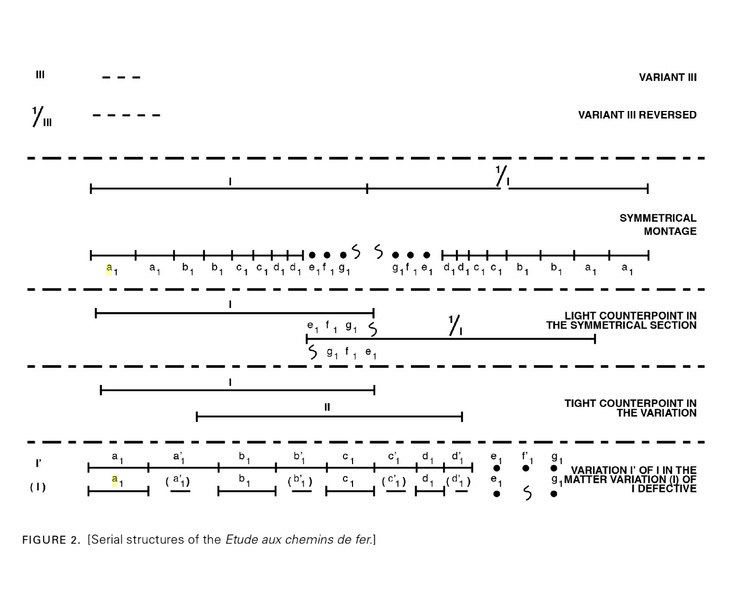 III VARIANT III
1/III VARIANT III REVERSED
I 1/I
SYMMETRICAL
MONTAGE
a1 a1 b1 b1 c1 c1 d1 d1 e1 f1 g1 g1 f1 e1 d1 d1 c1 c1 b1 b1 a1 a1
I
LIGHT COUNTERPOINT IN
THE SYMMETRICAL SECTION
e1 f1 g1 1/I
g1 f1 e1
I
II
TIGHT COUNTERPOINT IN
THE VARIATION
I' a1 a'1 b1 b'1 c1 c'1 d1 d'1 e1 f'1 g1
VARIATION I' OF I IN THE
(I) a1 (a'1) b1 (b'1) c1 (c'1) d1 (d'1) e1 g1 MATTER VARIATION (I) OF
I DEFECTIVE
FIGURE 2. [Serial structures of the Etude aux chemins de fer.]